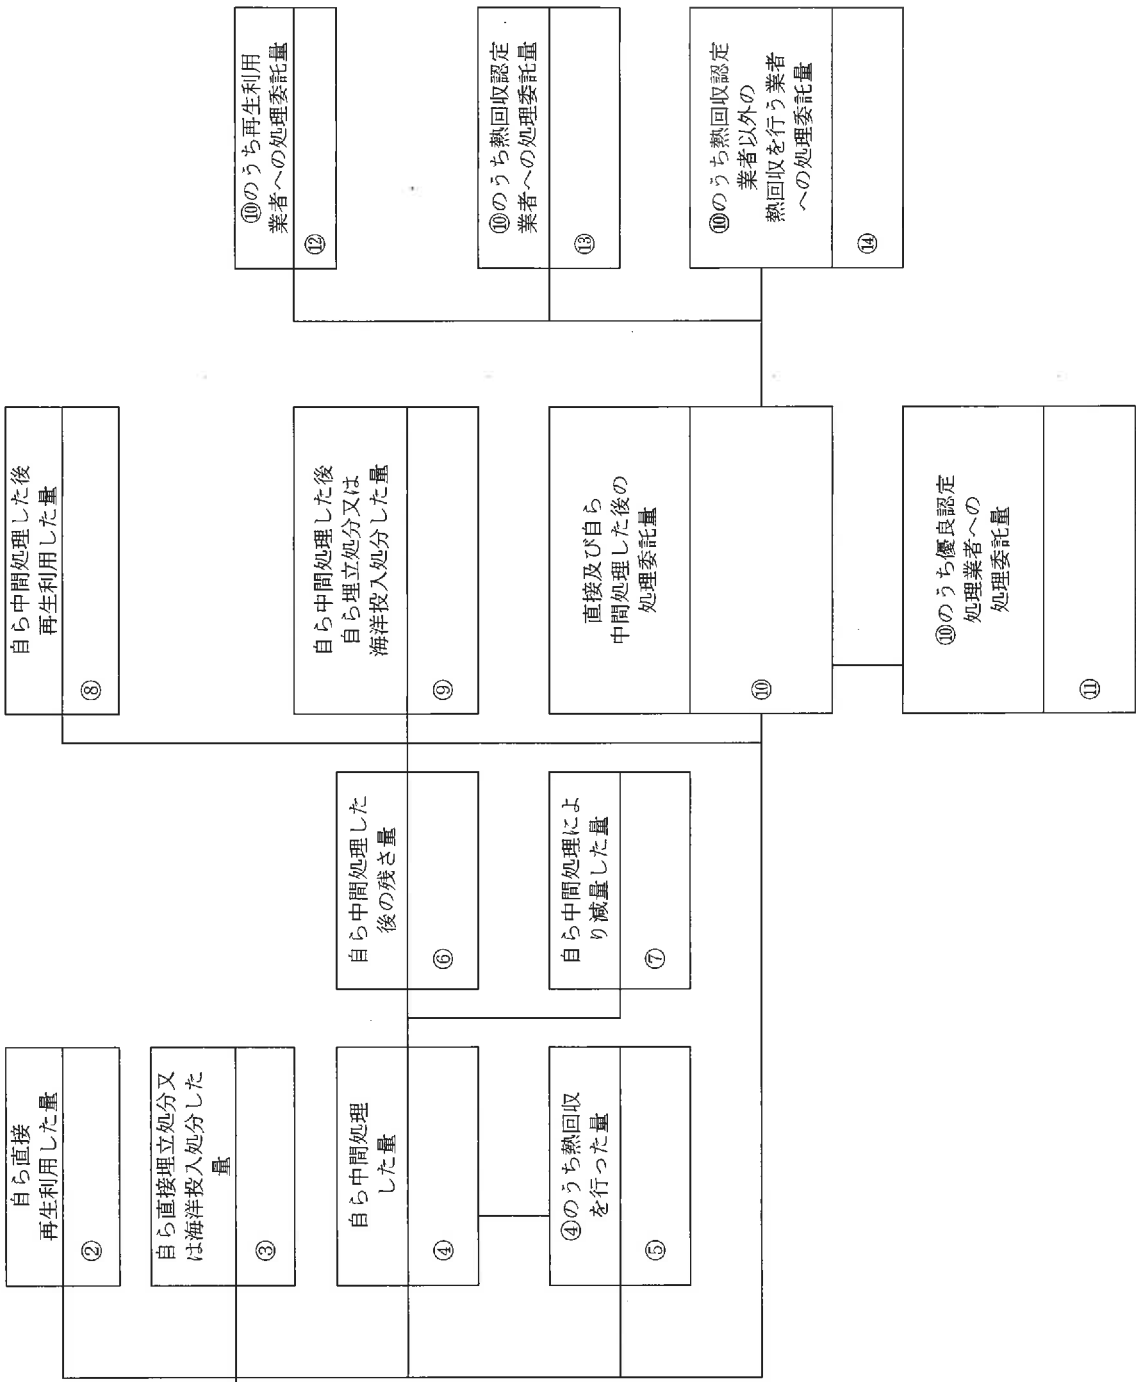 自ら直接
再生利用した量
②
自ら直接埋立処分又
は海洋投入処分した
量
③
自ら中間処理
した量
④
④のうち熱回収
を行った量
⑤
自ら中間処理した
後の残さ量
⑥
自ら中間処理によ
り減量した量
⑦
自ら中間処理した後
再生利用した量
⑧
自ら中間処理した後
自ら埋立処分又は
海洋投入処分した量
⑨
直接及び自ら
中間処理した後の
処理委託量
⑩
⑩のうち優良認定
処理業者への
処理委託量
⑪
⑩のうち再生利用
業者への処理委託量
⑫
⑩のうち熱回収認定
業者への処理委託量
⑬
⑩のうち熱回収認定
業者以外の
熱回収を行う業者
への処理委託量
⑭